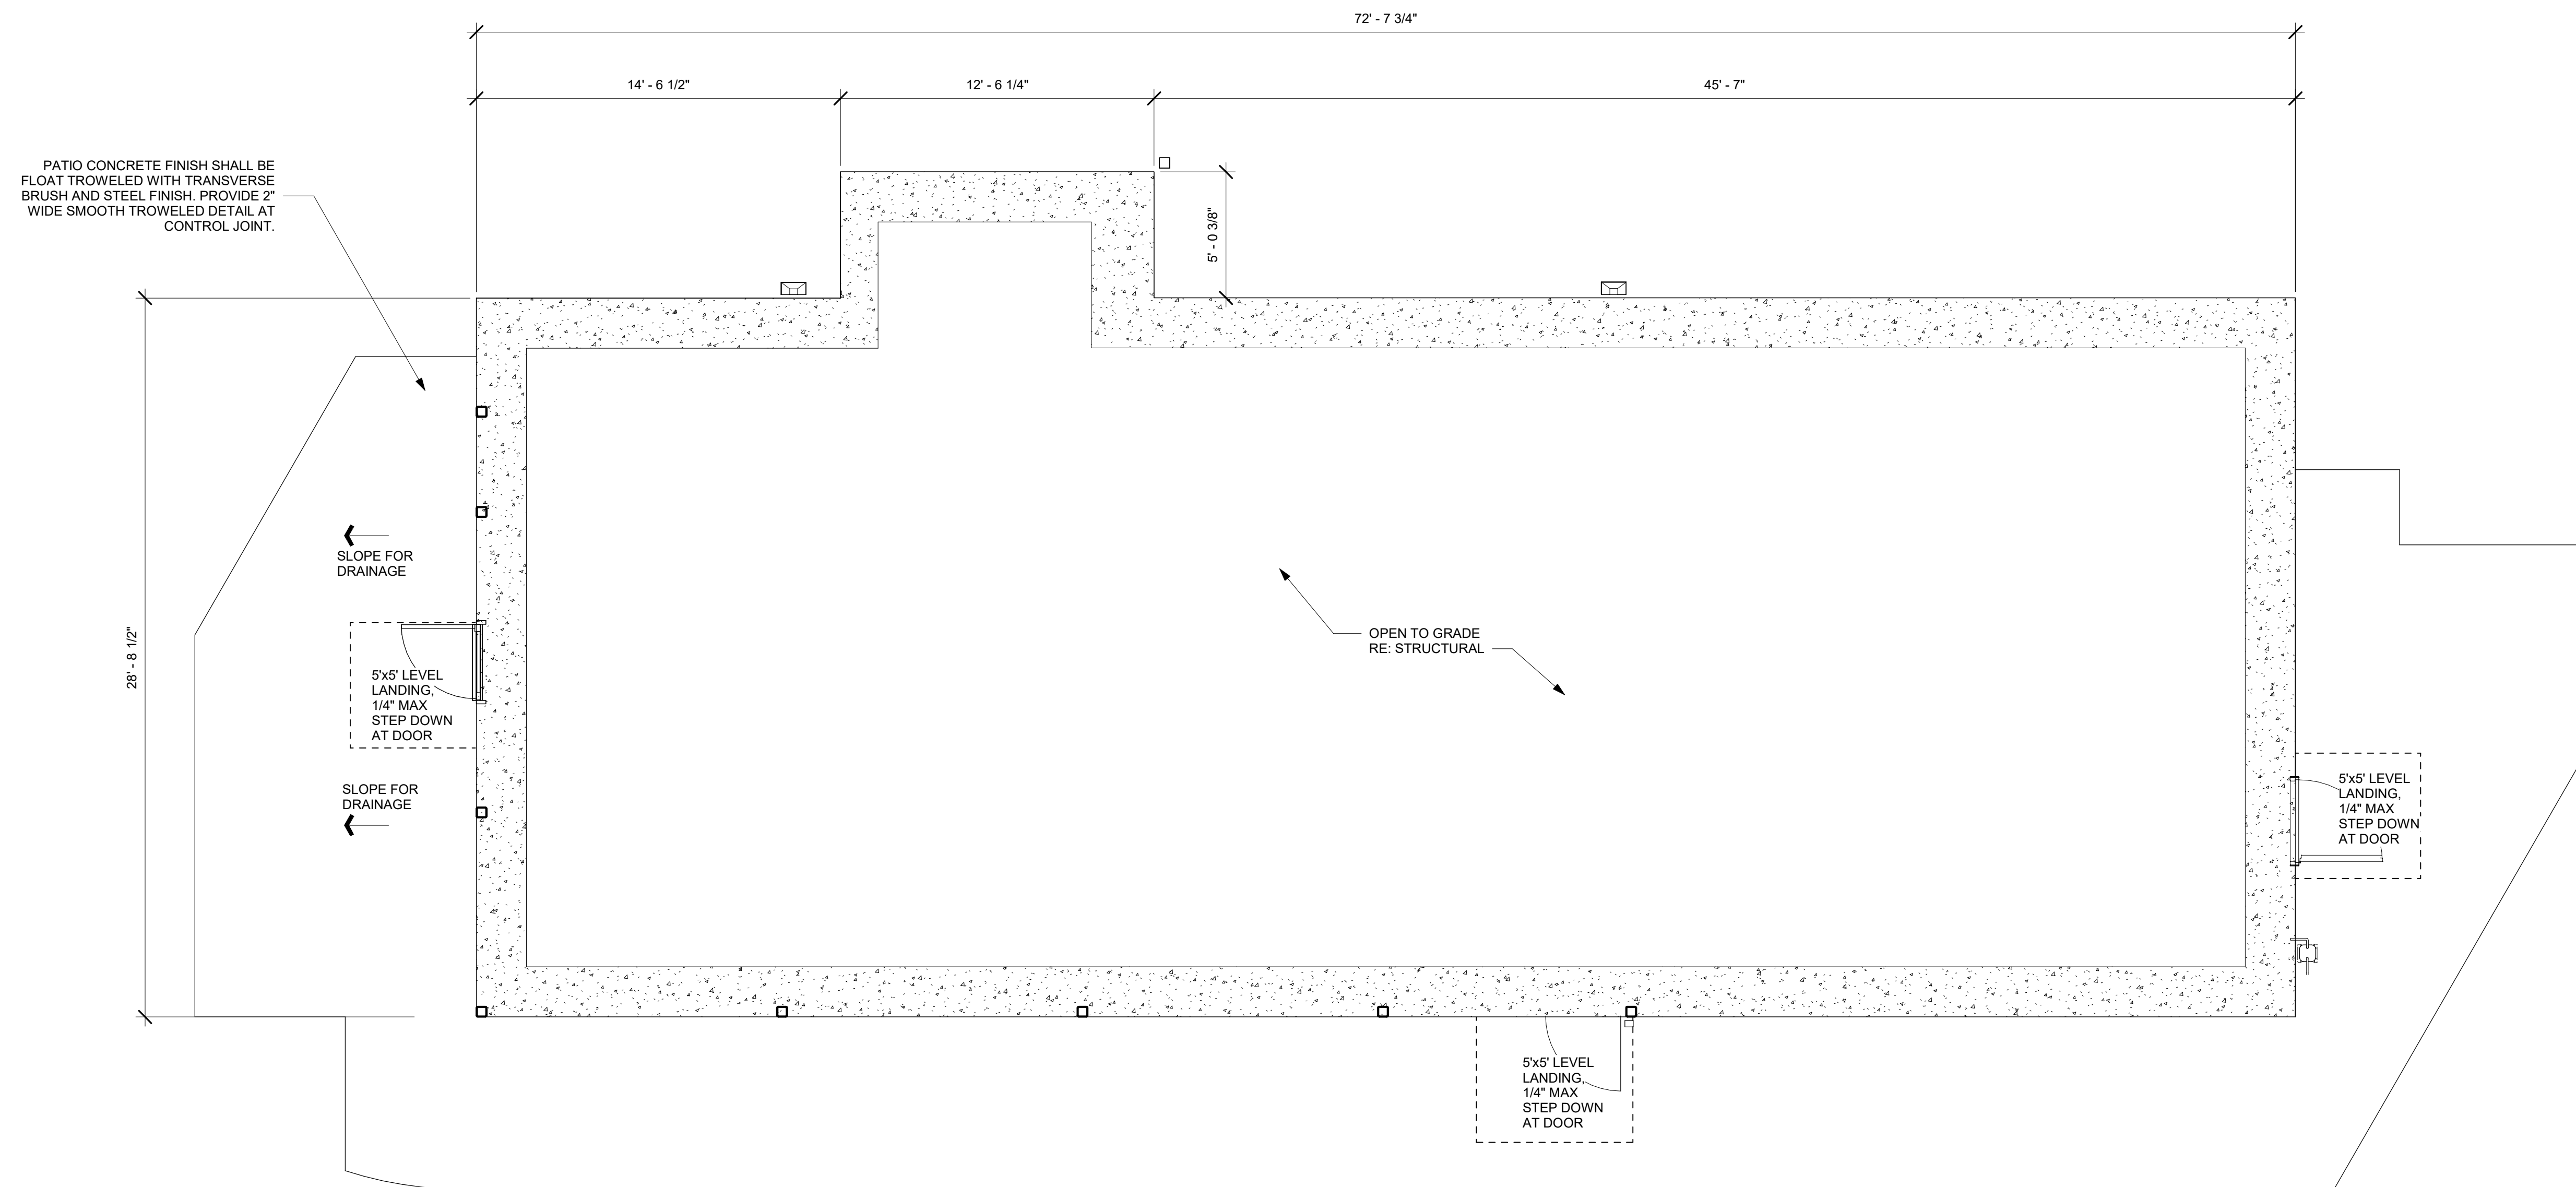 72' - 7 3/4"
14' - 6 1/2"
12' - 6 1/4"
45' - 7"
PATIO CONCRETE FINISH SHALL BE
FLOAT TROWELED WITH TRANSVERSE
BRUSH AND STEEL FINISH. PROVIDE 2"
WIDE SMOOTH TROWELED DETAIL AT
CONTROL JOINT.
5' - 0 3/8"
SLOPE FOR
DRAINAGE
28' - 8 1/2"
OPEN TO GRADE
RE: STRUCTURAL
5'x5' LEVEL
LANDING,
1/4" MAX
STEP DOWN
AT DOOR
SLOPE FOR
DRAINAGE
5'x5' LEVEL
LANDING,
1/4" MAX
STEP DOWN
AT DOOR
5'x5' LEVEL
LANDING,
1/4" MAX
STEP DOWN
AT DOOR